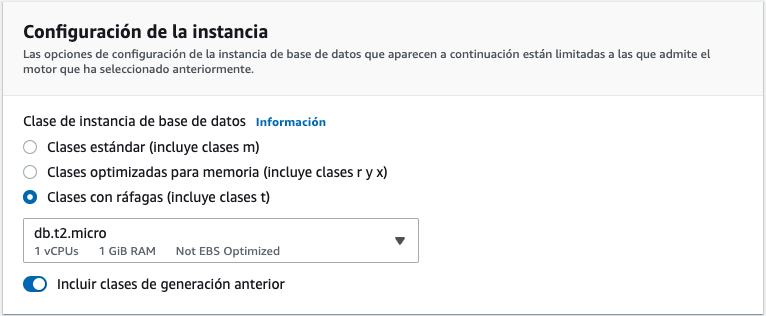 Configuración de la instancia
Las opciones de configuración de la instancia de base de datos que aparecen a continuación están limitadas a las que admite el
motor que ha seleccionado anteriormente.
Clase de instancia de base de datos Información
Clases estándar (incluye clases m)
Clases optimizadas para memoria (incluye clases r y x)
Clases con ráfagas (incluye clases t)
db.t2.micro
1 vCPUs 1 GiB RAM Not EBS Optimized
Incluir clases de generación anterior